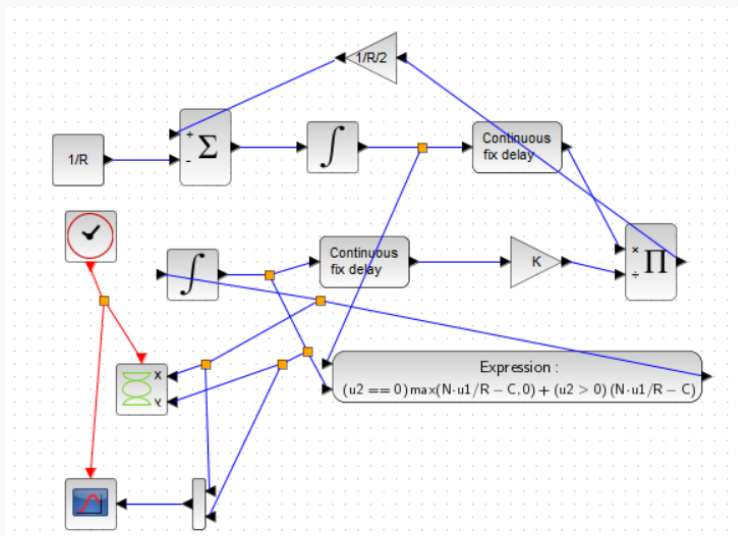 1/R/2
1/R
+
-
Σ
∫
Continuous
fix delay
∫
Continuous
fix delay
K
×
÷
Π
X
Y
Expression :
(u2 == 0) max(N·u1/R − C, 0) + (u2 > 0) (N·u1/R − C)